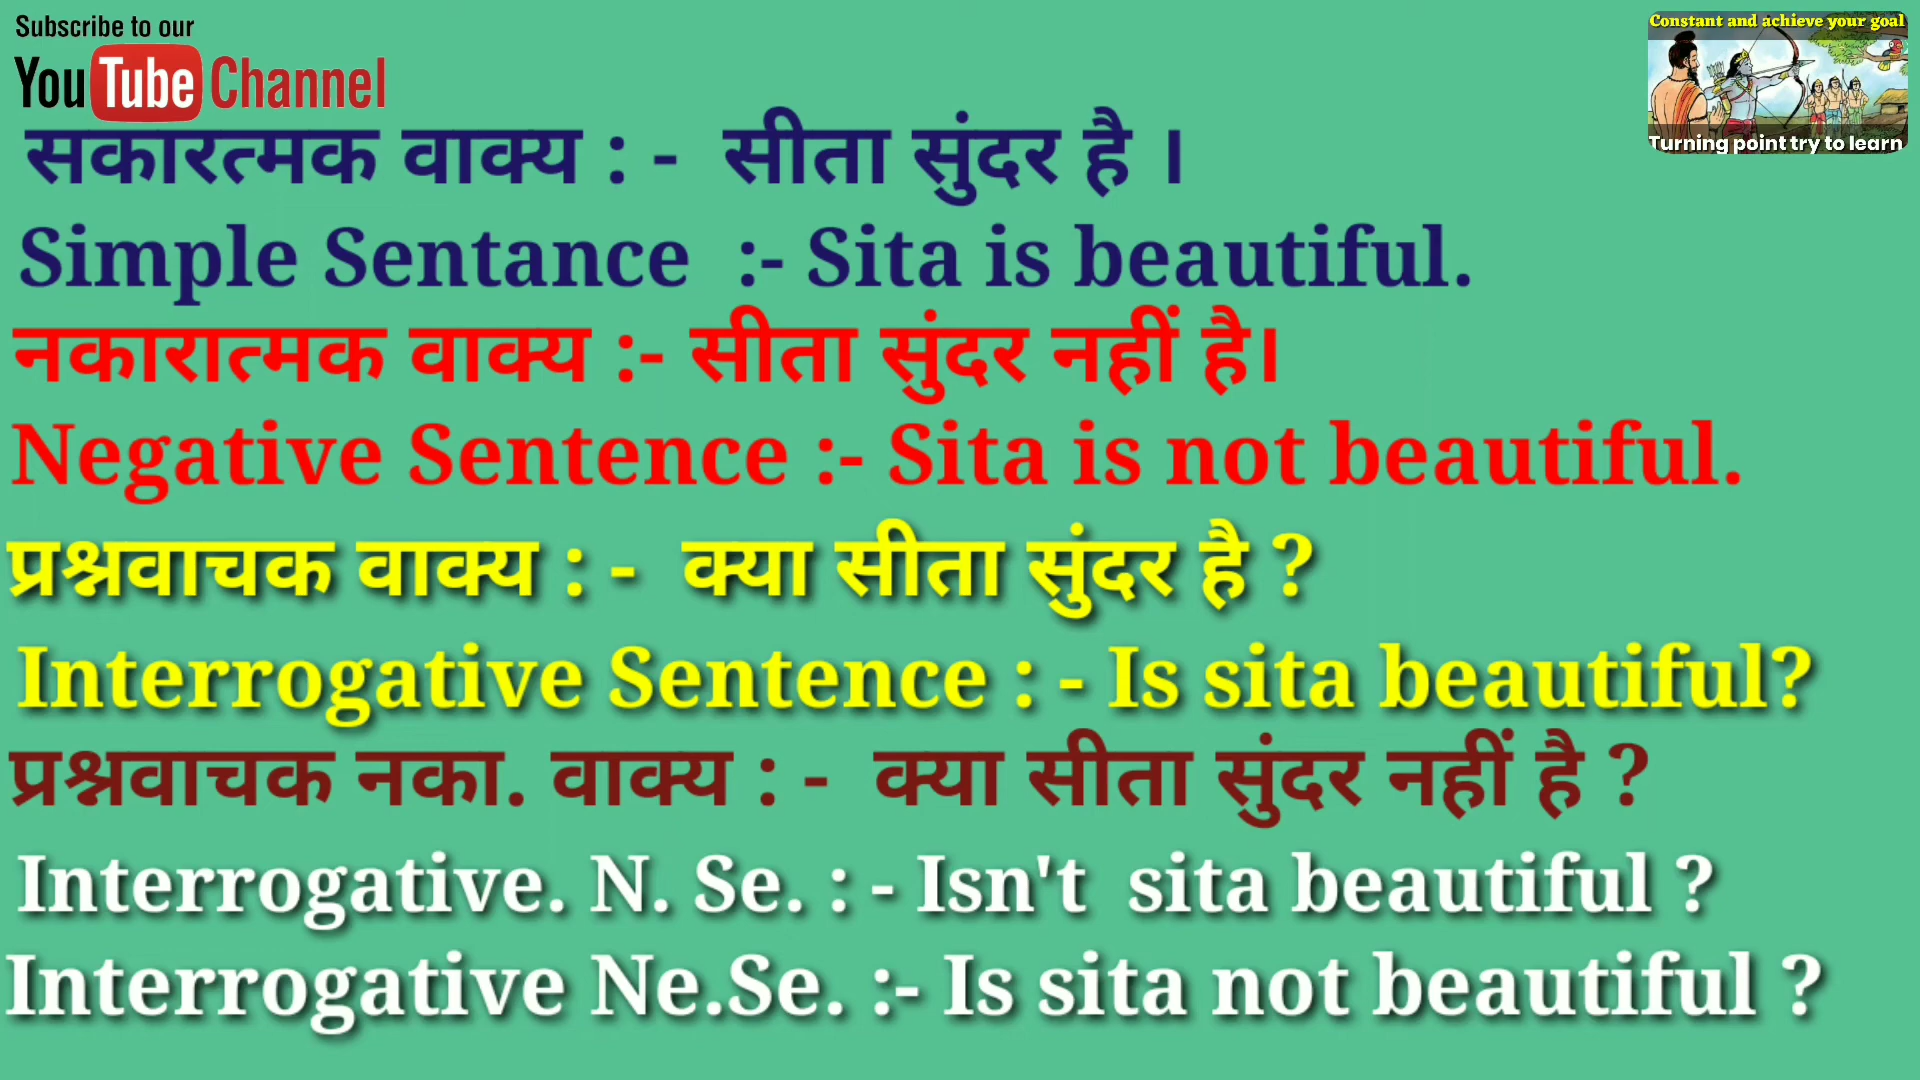 Subscribe to our
YouTube Channel
Constant and achieve your goal
Turning point try to learn
सकारत्मक वाक्य : - सीता सुंदर है ।
Simple Sentance :- Sita is beautiful.
नकारात्मक वाक्य :- सीता सुंदर नहीं है।
Negative Sentence :- Sita is not beautiful.
प्रश्नवाचक वाक्य : - क्या सीता सुंदर है ?
Interrogative Sentence : - Is sita beautiful?
प्रश्नवाचक नका. वाक्य : - क्या सीता सुंदर नहीं है ?
Interrogative. N. Se. : - Isn't sita beautiful ?
Interrogative Ne.Se. :- Is sita not beautiful ?